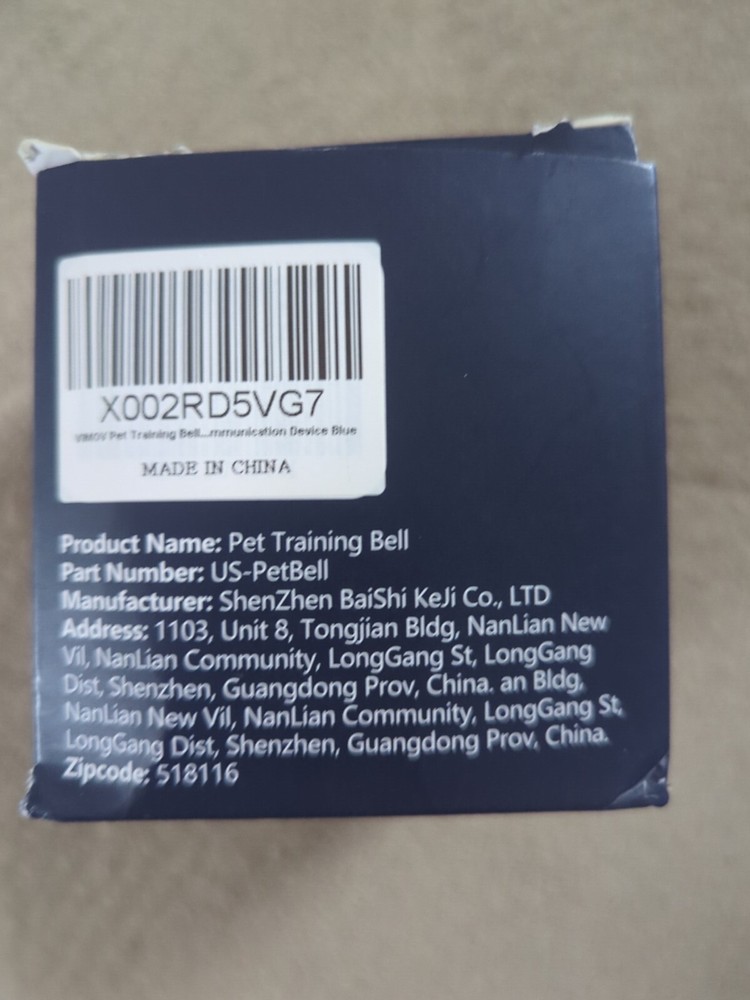 X002RD5VG7
VIMOV Pet Training Bell...mmunication Device Blue
MADE IN CHINA
Product Name: Pet Training Bell
Part Number: US-PetBell
Manufacturer: ShenZhen BaiShi KeJi Co., LTD
Address: 1103, Unit 8, Tongjian Bldg, NanLian New
Vil, NanLian Community, LongGang St, LongGang
Dist, Shenzhen, Guangdong Prov, China. an Bldg,
NanLian New Vil, NanLian Community, LongGang St,
LongGang Dist, Shenzhen, Guangdong Prov, China.
Zipcode: 518116